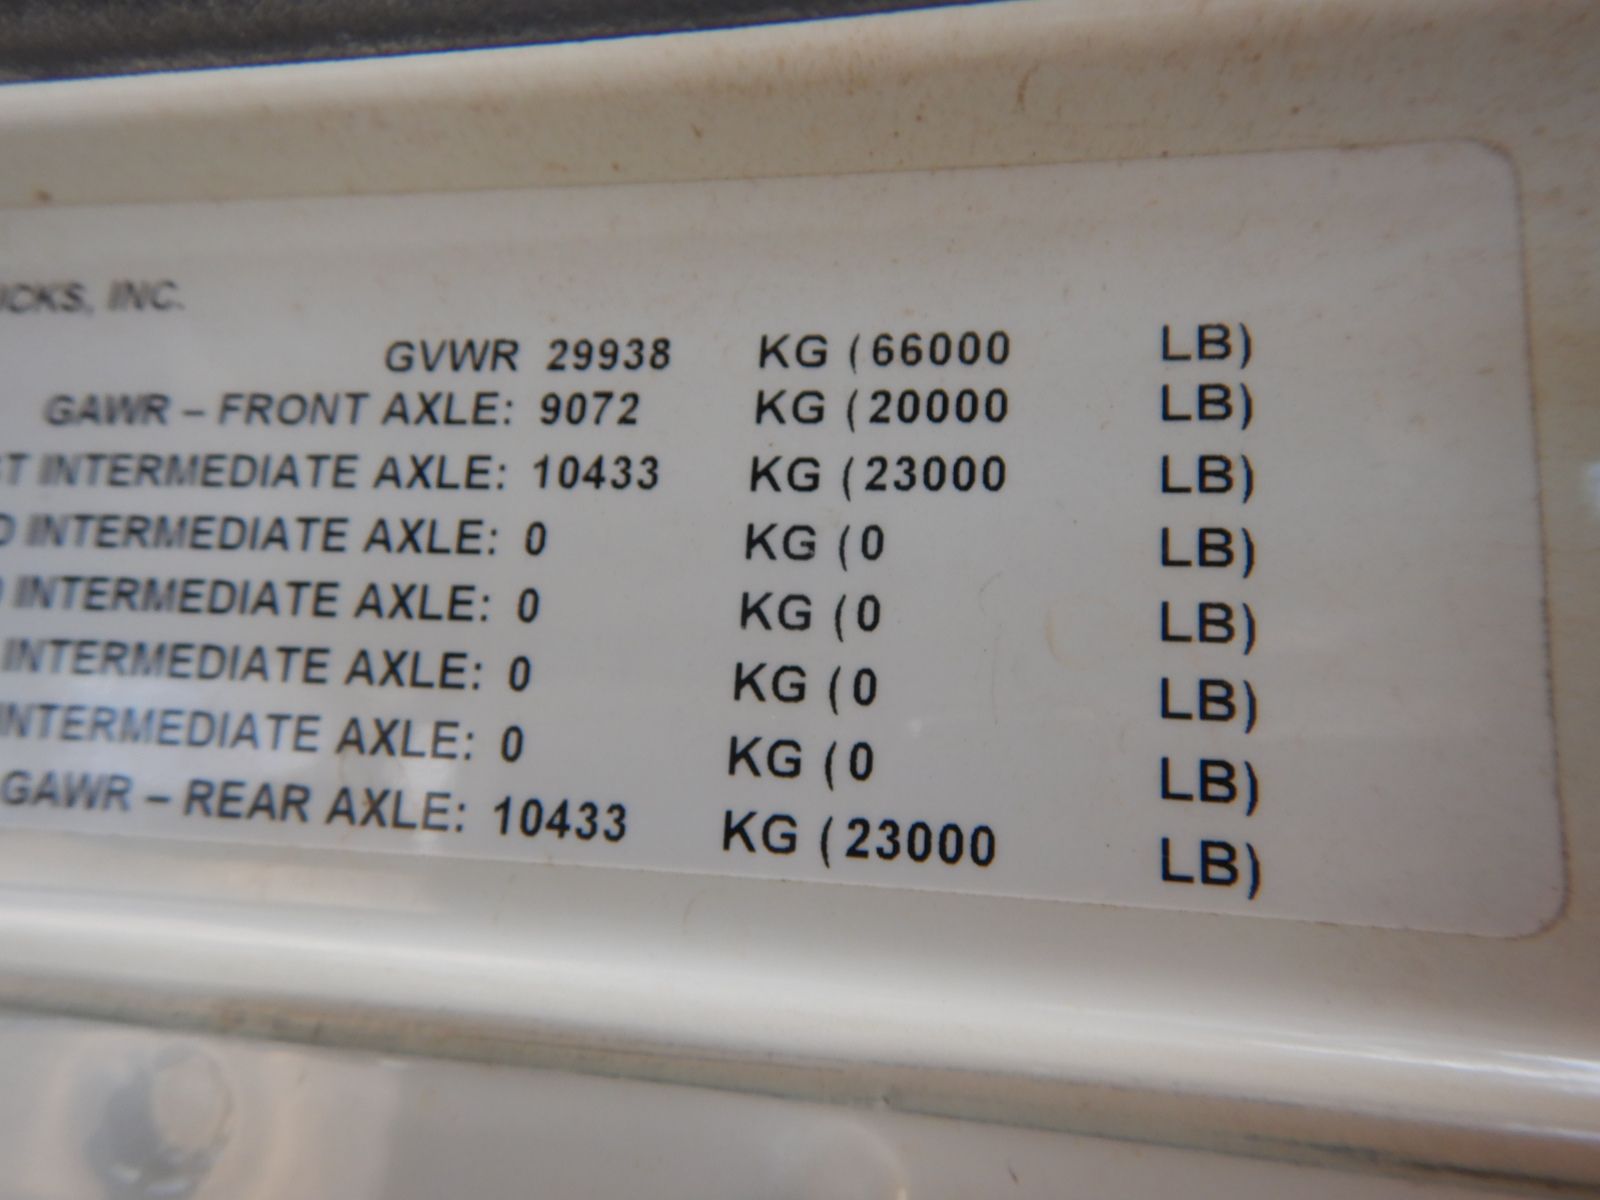 INC.
GVWR 29938 KG (66000 LB)
GAWR – FRONT AXLE: 9072 KG (20000 LB)
INTERMEDIATE AXLE: 10433 KG (23000 LB)
INTERMEDIATE AXLE: 0 KG (0 LB)
INTERMEDIATE AXLE: 0 KG (0 LB)
INTERMEDIATE AXLE: 0 KG (0 LB)
INTERMEDIATE AXLE: 0 KG (0 LB)
GAWR – REAR AXLE: 10433 KG (23000 LB)